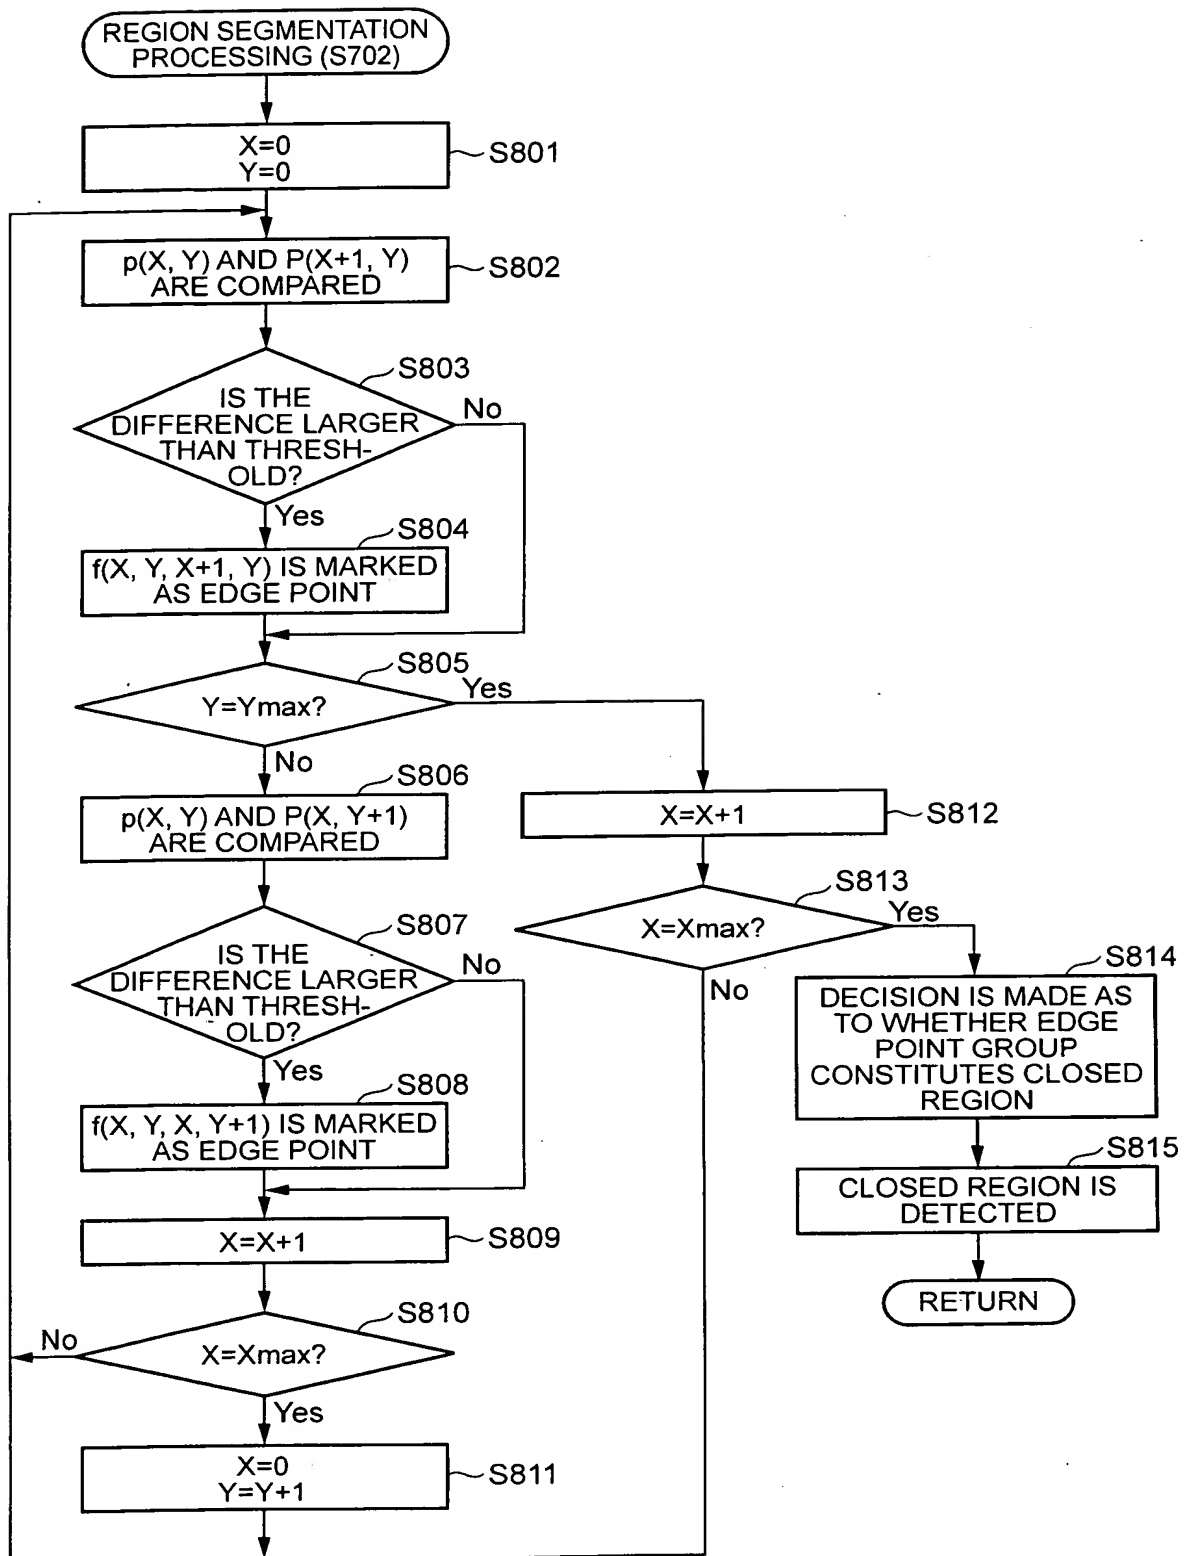 REGION SEGMENTATION
PROCESSING (S702)
X=0
Y=0
S801
p(X, Y) AND P(X+1, Y)
ARE COMPARED
S802
S803
IS THE
DIFFERENCE LARGER
THAN THRESH-
OLD?
No
Yes
S804
f(X, Y, X+1, Y) IS MARKED
AS EDGE POINT
S805
Y=Ymax?
Yes
No
S806
p(X, Y) AND P(X, Y+1)
ARE COMPARED
S807
IS THE
DIFFERENCE LARGER
THAN THRESH-
OLD?
No
Yes
S808
f(X, Y, X, Y+1) IS MARKED
AS EDGE POINT
X=X+1
S809
S810
X=Xmax?
No
Yes
X=0
Y=Y+1
S811
X=X+1
S812
S813
X=Xmax?
Yes
No
S814
DECISION IS MADE AS
TO WHETHER EDGE
POINT GROUP
CONSTITUTES CLOSED
REGION
S815
CLOSED REGION IS
DETECTED
RETURN